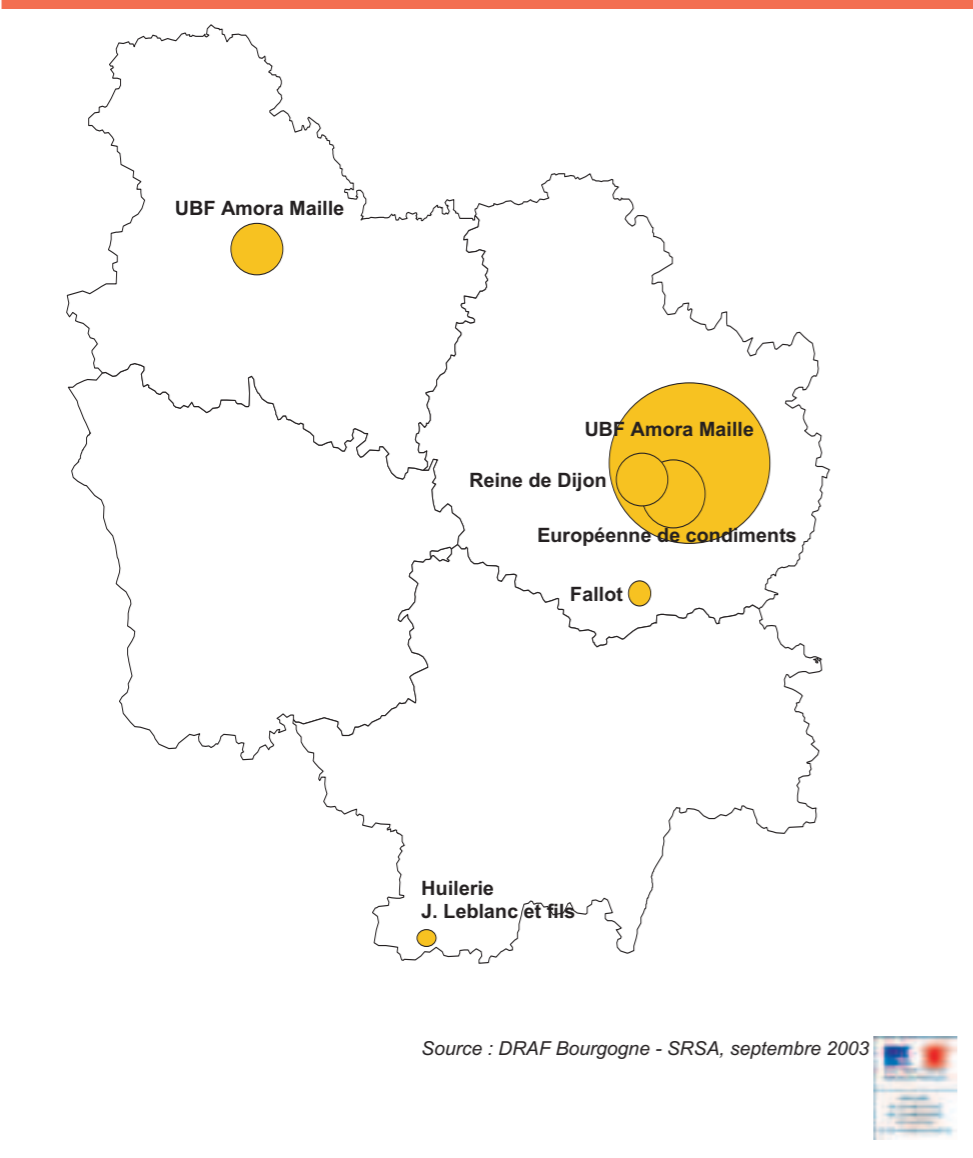 UBF Amora Maille
UBF Amora Maille
Reine de Dijon
Européenne de condiments
Fallot
Huilerie
J. Leblanc et fils
Source : DRAF Bourgogne - SRSA, septembre 2003